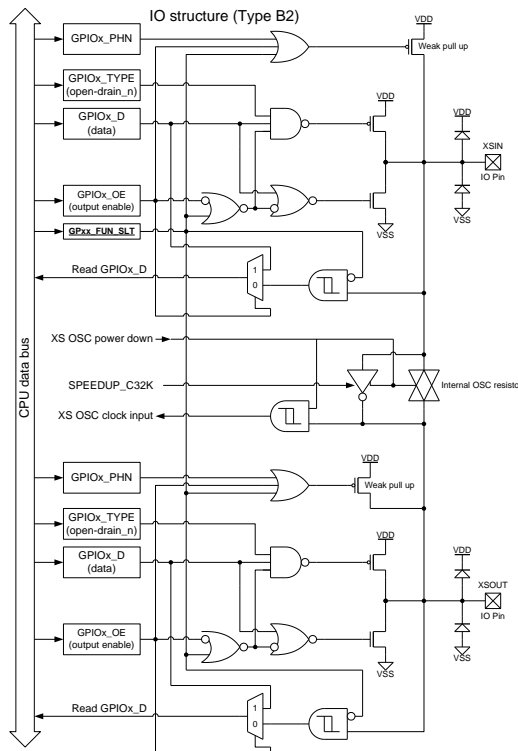 IO structure (Type B2)
VDD
GPIOx_PHN
Weak pull up
GPIOx_TYPE
(open-drain_n)
VDD
VDD
GPIOx_D
(data)
XSIN
IO Pin
GPIOx_OE
(output enable)
VSS
VSS
GPxx_FUN_SLT
Read GPIOx_D
1
0
XS OSC power down
SPEEDUP_C32K
Internal OSC resisto
XS OSC clock input
CPU data bus
VDD
GPIOx_PHN
Weak pull up
GPIOx_TYPE
(open-drain_n)
VDD
VDD
GPIOx_D
(data)
XSOUT
IO Pin
GPIOx_OE
(output enable)
VSS
VSS
Read GPIOx_D
1
0